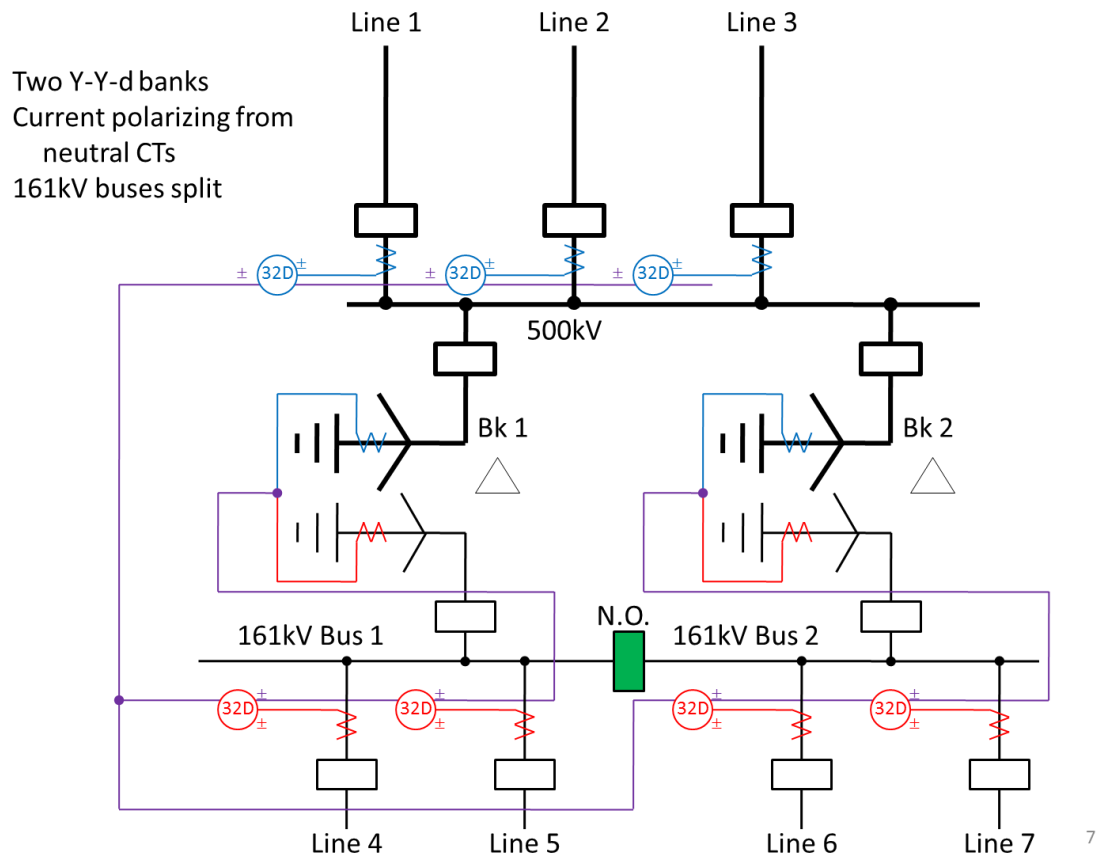 Line 1
Line 2
Line 3
Two Y-Y-d banks
Current polarizing from
neutral CTs
161kV buses split
± 32D ±
± 32D ±
± 32D
500kV
Bk 1
Bk 2
N.O.
161kV Bus 1
161kV Bus 2
32D ± ±
32D ± ±
32D ± ±
32D ± ±
Line 4
Line 5
Line 6
Line 7
7